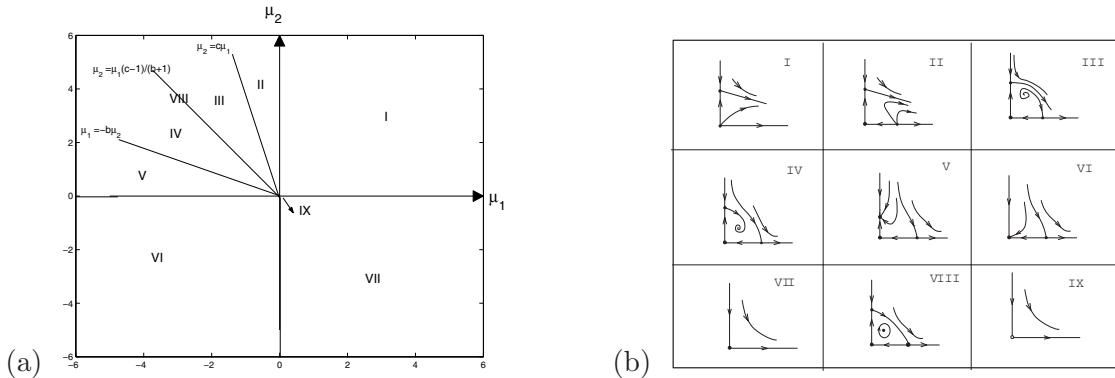 μ2
6
μ2=cμ1
μ2=μ1(c−1)/(b+1)
II
4
VIII
III
I
IV
μ1=−bμ2
2
V
0
μ1
IX
−2
VI
VII
−4
−6
−6
−4
−2
0
2
4
6
(a)
I
II
III
IV
V
VI
VII
VIII
IX
(b)